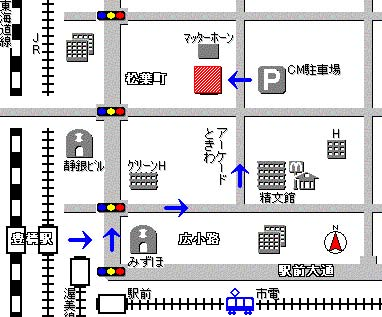 東海道線
JR
マッターホーン
松葉町
P
CM駐車場
静銀ビル
グリーンH
アーケード
ときわ
H
m
精文館
豊橋駅
みずほ
広小路
N
駅前大通
渥美線
駅前
市電